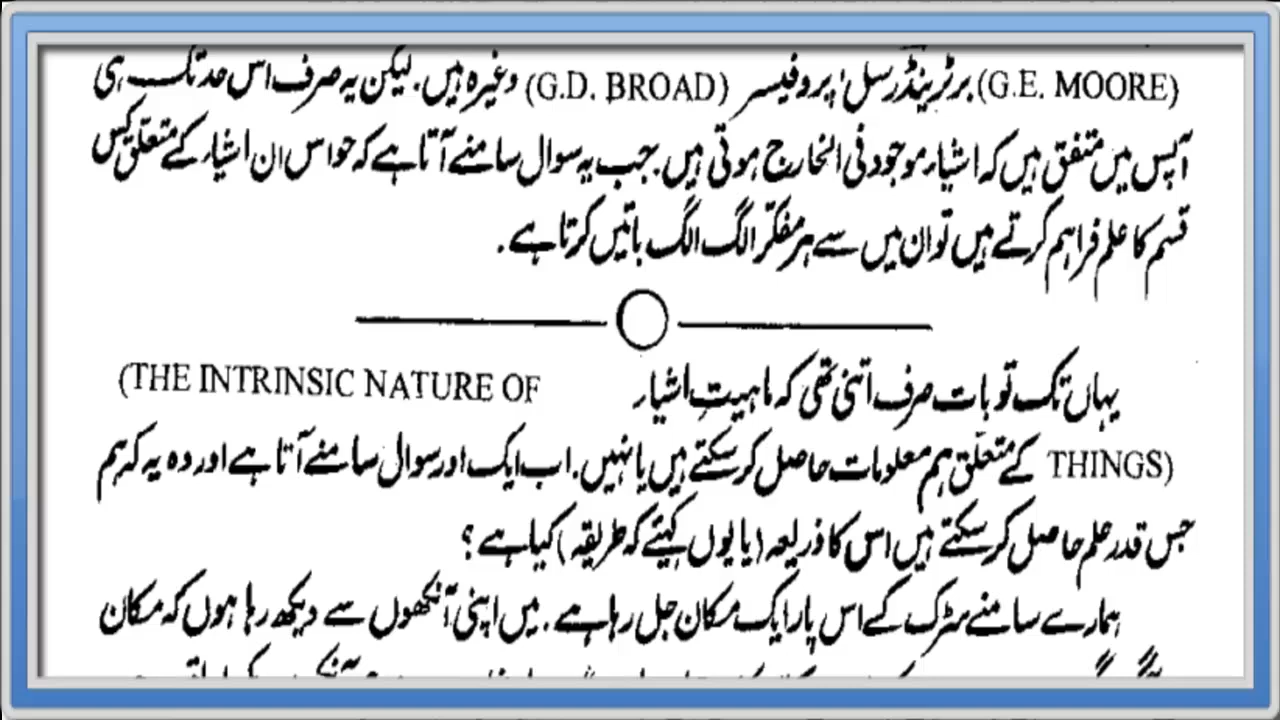 (G.E. MOORE) برٹرینڈرسل، پروفیسر (G.D. BROAD) وغیرہ ہیں. لیکن یہ صرف اس حد تک ہی
آپس میں متفق ہیں کہ اشیاء موجود فی الخارج ہوتی ہیں. جب یہ سوال سامنے آتا ہے کہ حواس ان اشیاء کے متعلق کس
قسم کا علم فراہم کرتے ہیں تو ان میں سے ہر مفکّر الگ الگ باتیں کرتا ہے.
یہاں تک تو بات صرف اتنی تھی کہ ماہیتِ اشیاء (THE INTRINSIC NATURE OF
THINGS) کے متعلّق ہم معلومات حاصل کرسکتے ہیں یا نہیں. اب ایک اور سوال سامنے آتا ہے اور وہ یہ کہ ہم
جس قدر علم حاصل کرسکتے ہیں اس کا ذریعہ (یا یوں کہیئے کہ طریقہ) کیا ہے؟
ہمارے سامنے سڑک کے اس پار ایک مکان جل رہا ہے. میں اپنی آنکھوں سے دیکھ رہا ہوں کہ مکان